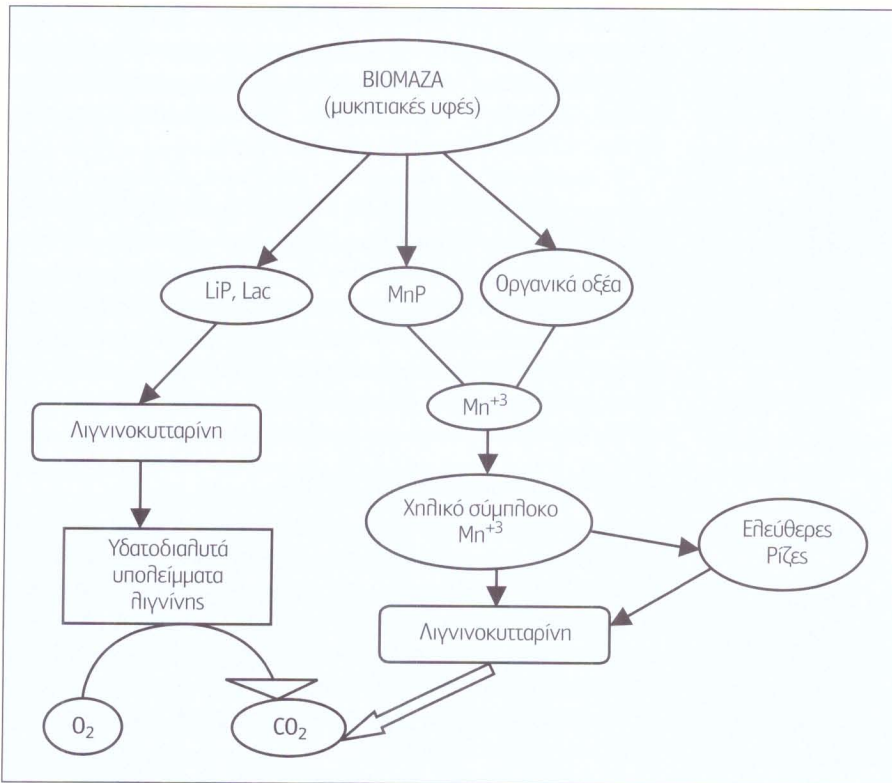 ΒΙΟΜΑΖΑ
(μυκητιακές υφές)
LiP, Lac
MnP
Οργανικά οξέα
Mn+3
Λιγνινοκυτταρίνη
Χηλικό σύμπλοκο
Mn+3
Ελεύθερες
Ρίζες
Υδατοδιαλυτά
υπολείμματα
λιγνίνης
Λιγνινοκυτταρίνη
O2
CO2